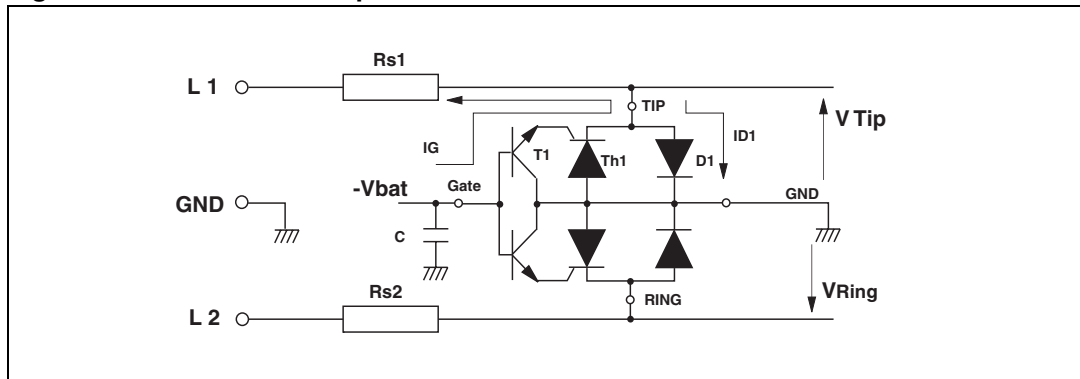 Rs1
L 1
TIP
V Tip
IG
T1
Th1
D1
ID1
-Vbat
Gate
GND
GND
C
RING
VRing
Rs2
L 2